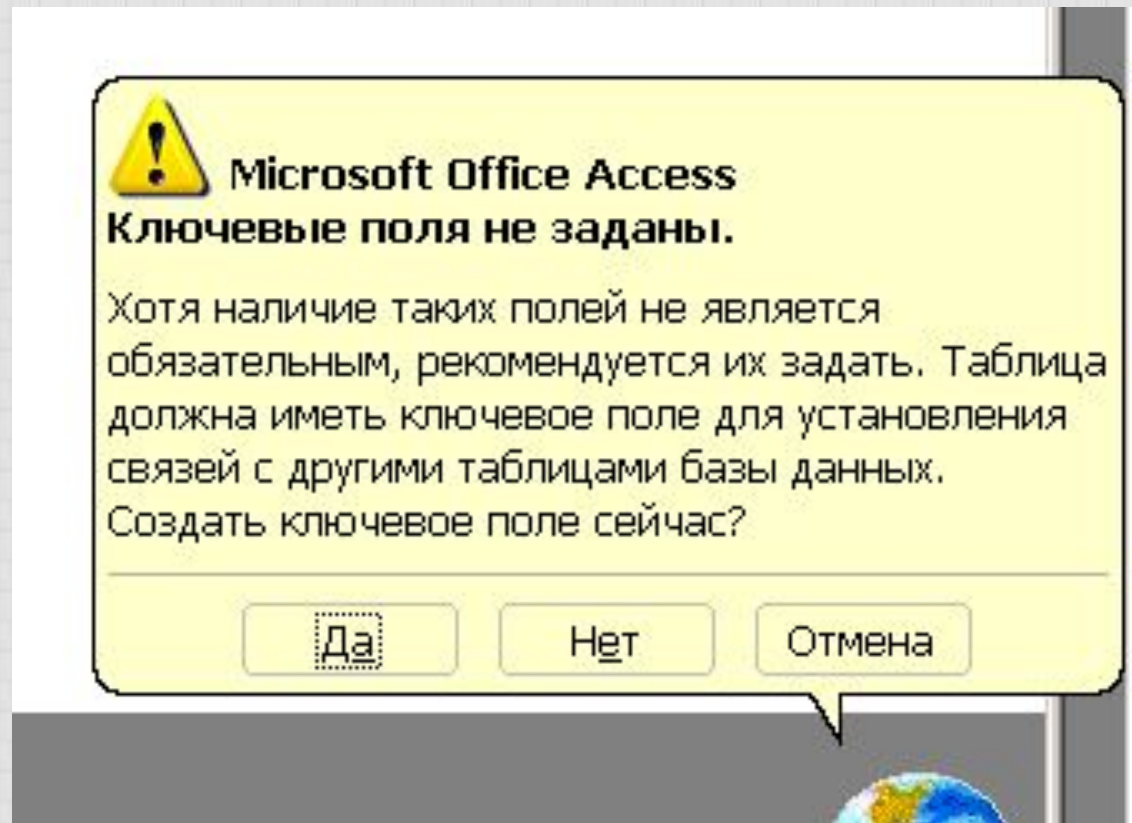 Microsoft Office Access
Ключевые поля не заданы.
Хотя наличие таких полей не является
обязательным, рекомендуется их задать. Таблица
должна иметь ключевое поле для установления
связей с другими таблицами базы данных.
Создать ключевое поле сейчас?
Да Нет Отмена